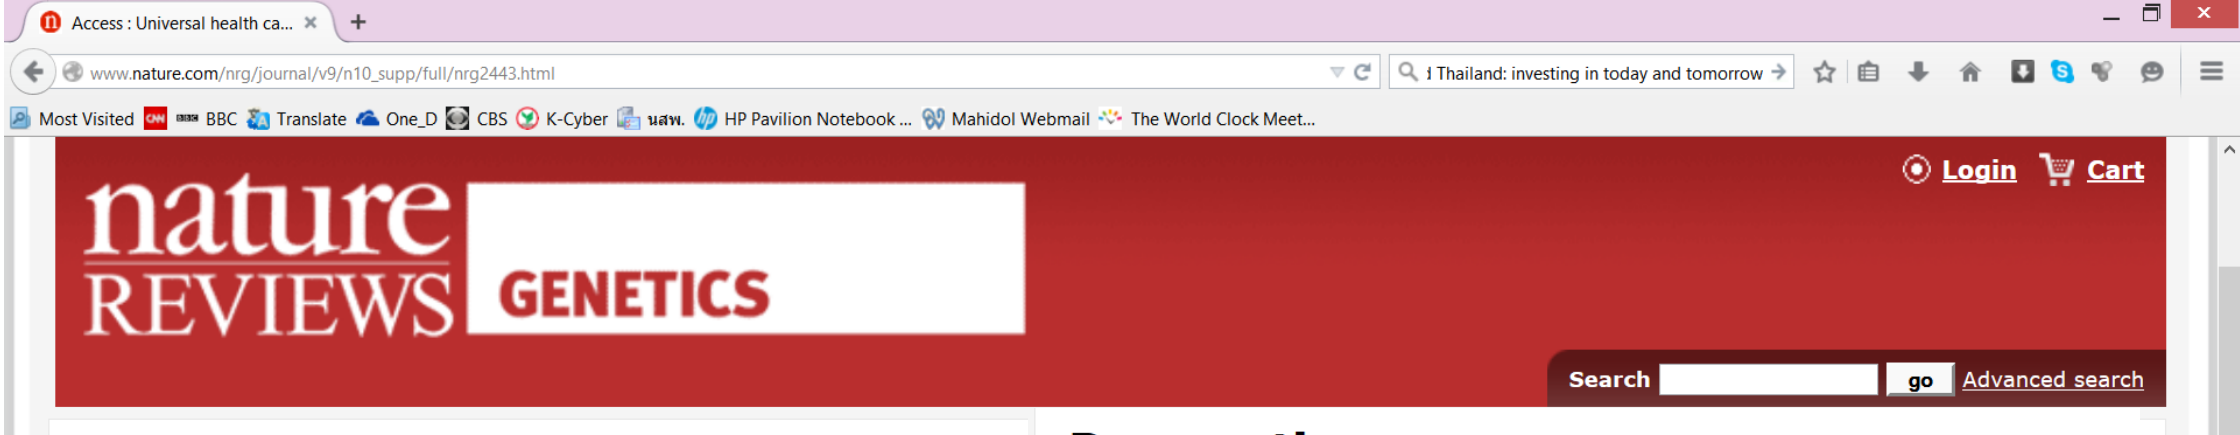 Access : Universal health ca...
www.nature.com/nrg/journal/v9/n10_supp/full/nrg2443.html
Thailand: investing in today and tomorrow
Most Visited CNN BBC BBC Translate One_D CBS K-Cyber นสพ. HP Pavilion Notebook ... Mahidol Webmail The World Clock Meet...
Login Cart
nature
REVIEWS GENETICS
Search go Advanced search